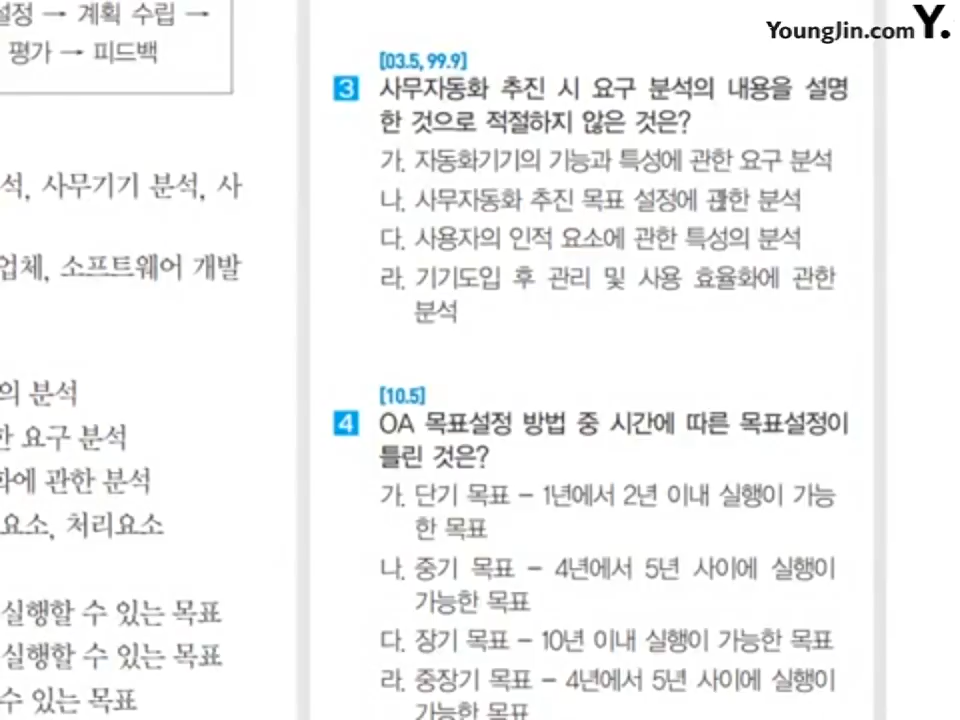 설정 → 계획 수립 →
평가 → 피드백
석, 사무기기 분석, 사
업체, 소프트웨어 개발
의 분석
한 요구 분석
화에 관한 분석
요소, 처리요소
실행할 수 있는 목표
실행할 수 있는 목표
수 있는 목표
YoungJin.com Y.
[03.5, 99.9]
3 사무자동화 추진 시 요구 분석의 내용을 설명
한 것으로 적절하지 않은 것은?
가. 자동화기기의 기능과 특성에 관한 요구 분석
나. 사무자동화 추진 목표 설정에 관한 분석
다. 사용자의 인적 요소에 관한 특성의 분석
라. 기기도입 후 관리 및 사용 효율화에 관한
분석
[10.5]
4 OA 목표설정 방법 중 시간에 따른 목표설정이
틀린 것은?
가. 단기 목표 – 1년에서 2년 이내 실행이 가능
한 목표
나. 중기 목표 – 4년에서 5년 사이에 실행이
가능한 목표
다. 장기 목표 – 10년 이내 실행이 가능한 목표
라. 중장기 목표 – 4년에서 5년 사이에 실행이
가능한 목표